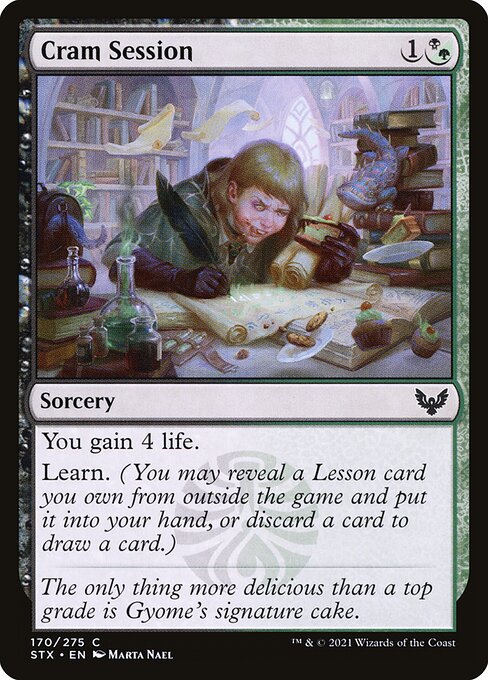 Cram Session 1
Sorcery
You gain 4 life.
Learn. (You may reveal a Lesson card
you own from outside the game and put
it into your hand, or discard a card to
draw a card.)
The only thing more delicious than a top
grade is Gyome's signature cake.
170/275 C
STX • EN Marta Nael
™ & © 2021 Wizards of the Coast